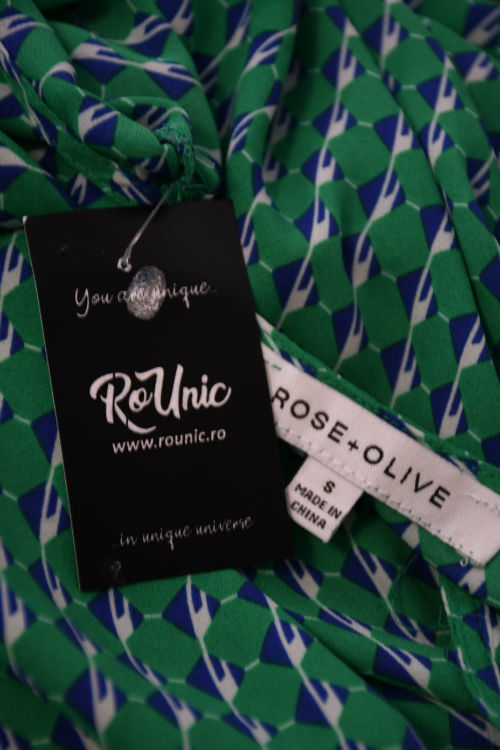 You are unique...
RoUnic
www.rounic.ro
...in unique universe
ROSE+OLIVE
S
MADE IN
CHINA